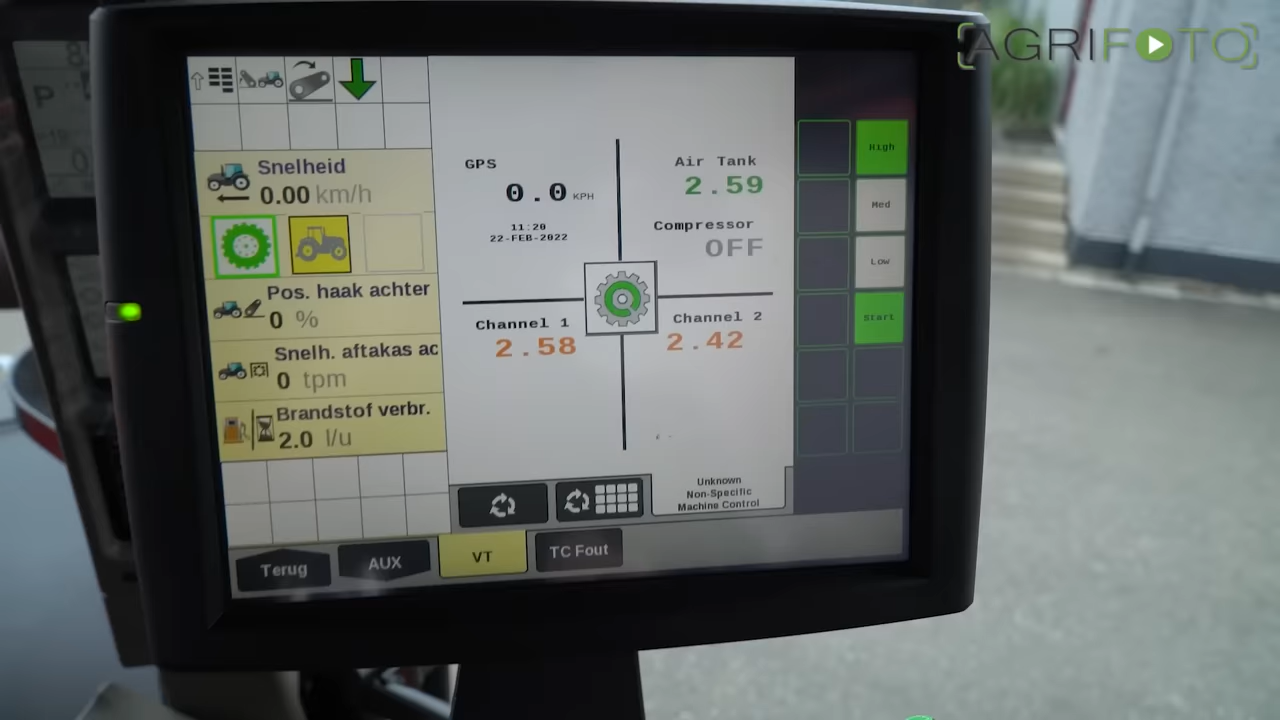 AGRIFOTO
P
Snelheid
0.00 km/h
Pos. haak achter
0 %
Snelh. aftakas ac
0 tpm
Brandstof verbr.
2.0 l/u
GPS
0.0 KPH
11:20
22-FEB-2022
Air Tank
2.59
Compressor
OFF
Channel 1
2.58
Channel 2
2.42
High
Med
Low
Start
Unknown
Non-Specific
Machine Control
Terug
AUX
VT
TC Fout